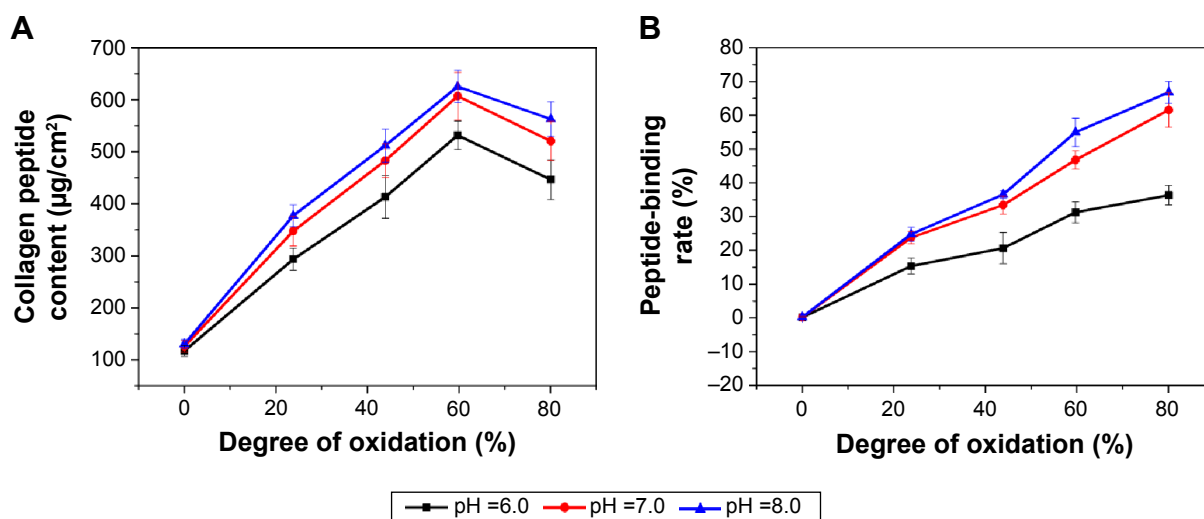 A
B
Collagen peptide
content (µg/cm²)
700
600
500
400
300
200
100
0
20
40
60
80
Degree of oxidation (%)
Peptide-binding
rate (%)
80
70
60
50
40
30
20
10
0
–10
–20
0
20
40
60
80
Degree of oxidation (%)
pH =6.0
pH =7.0
pH =8.0